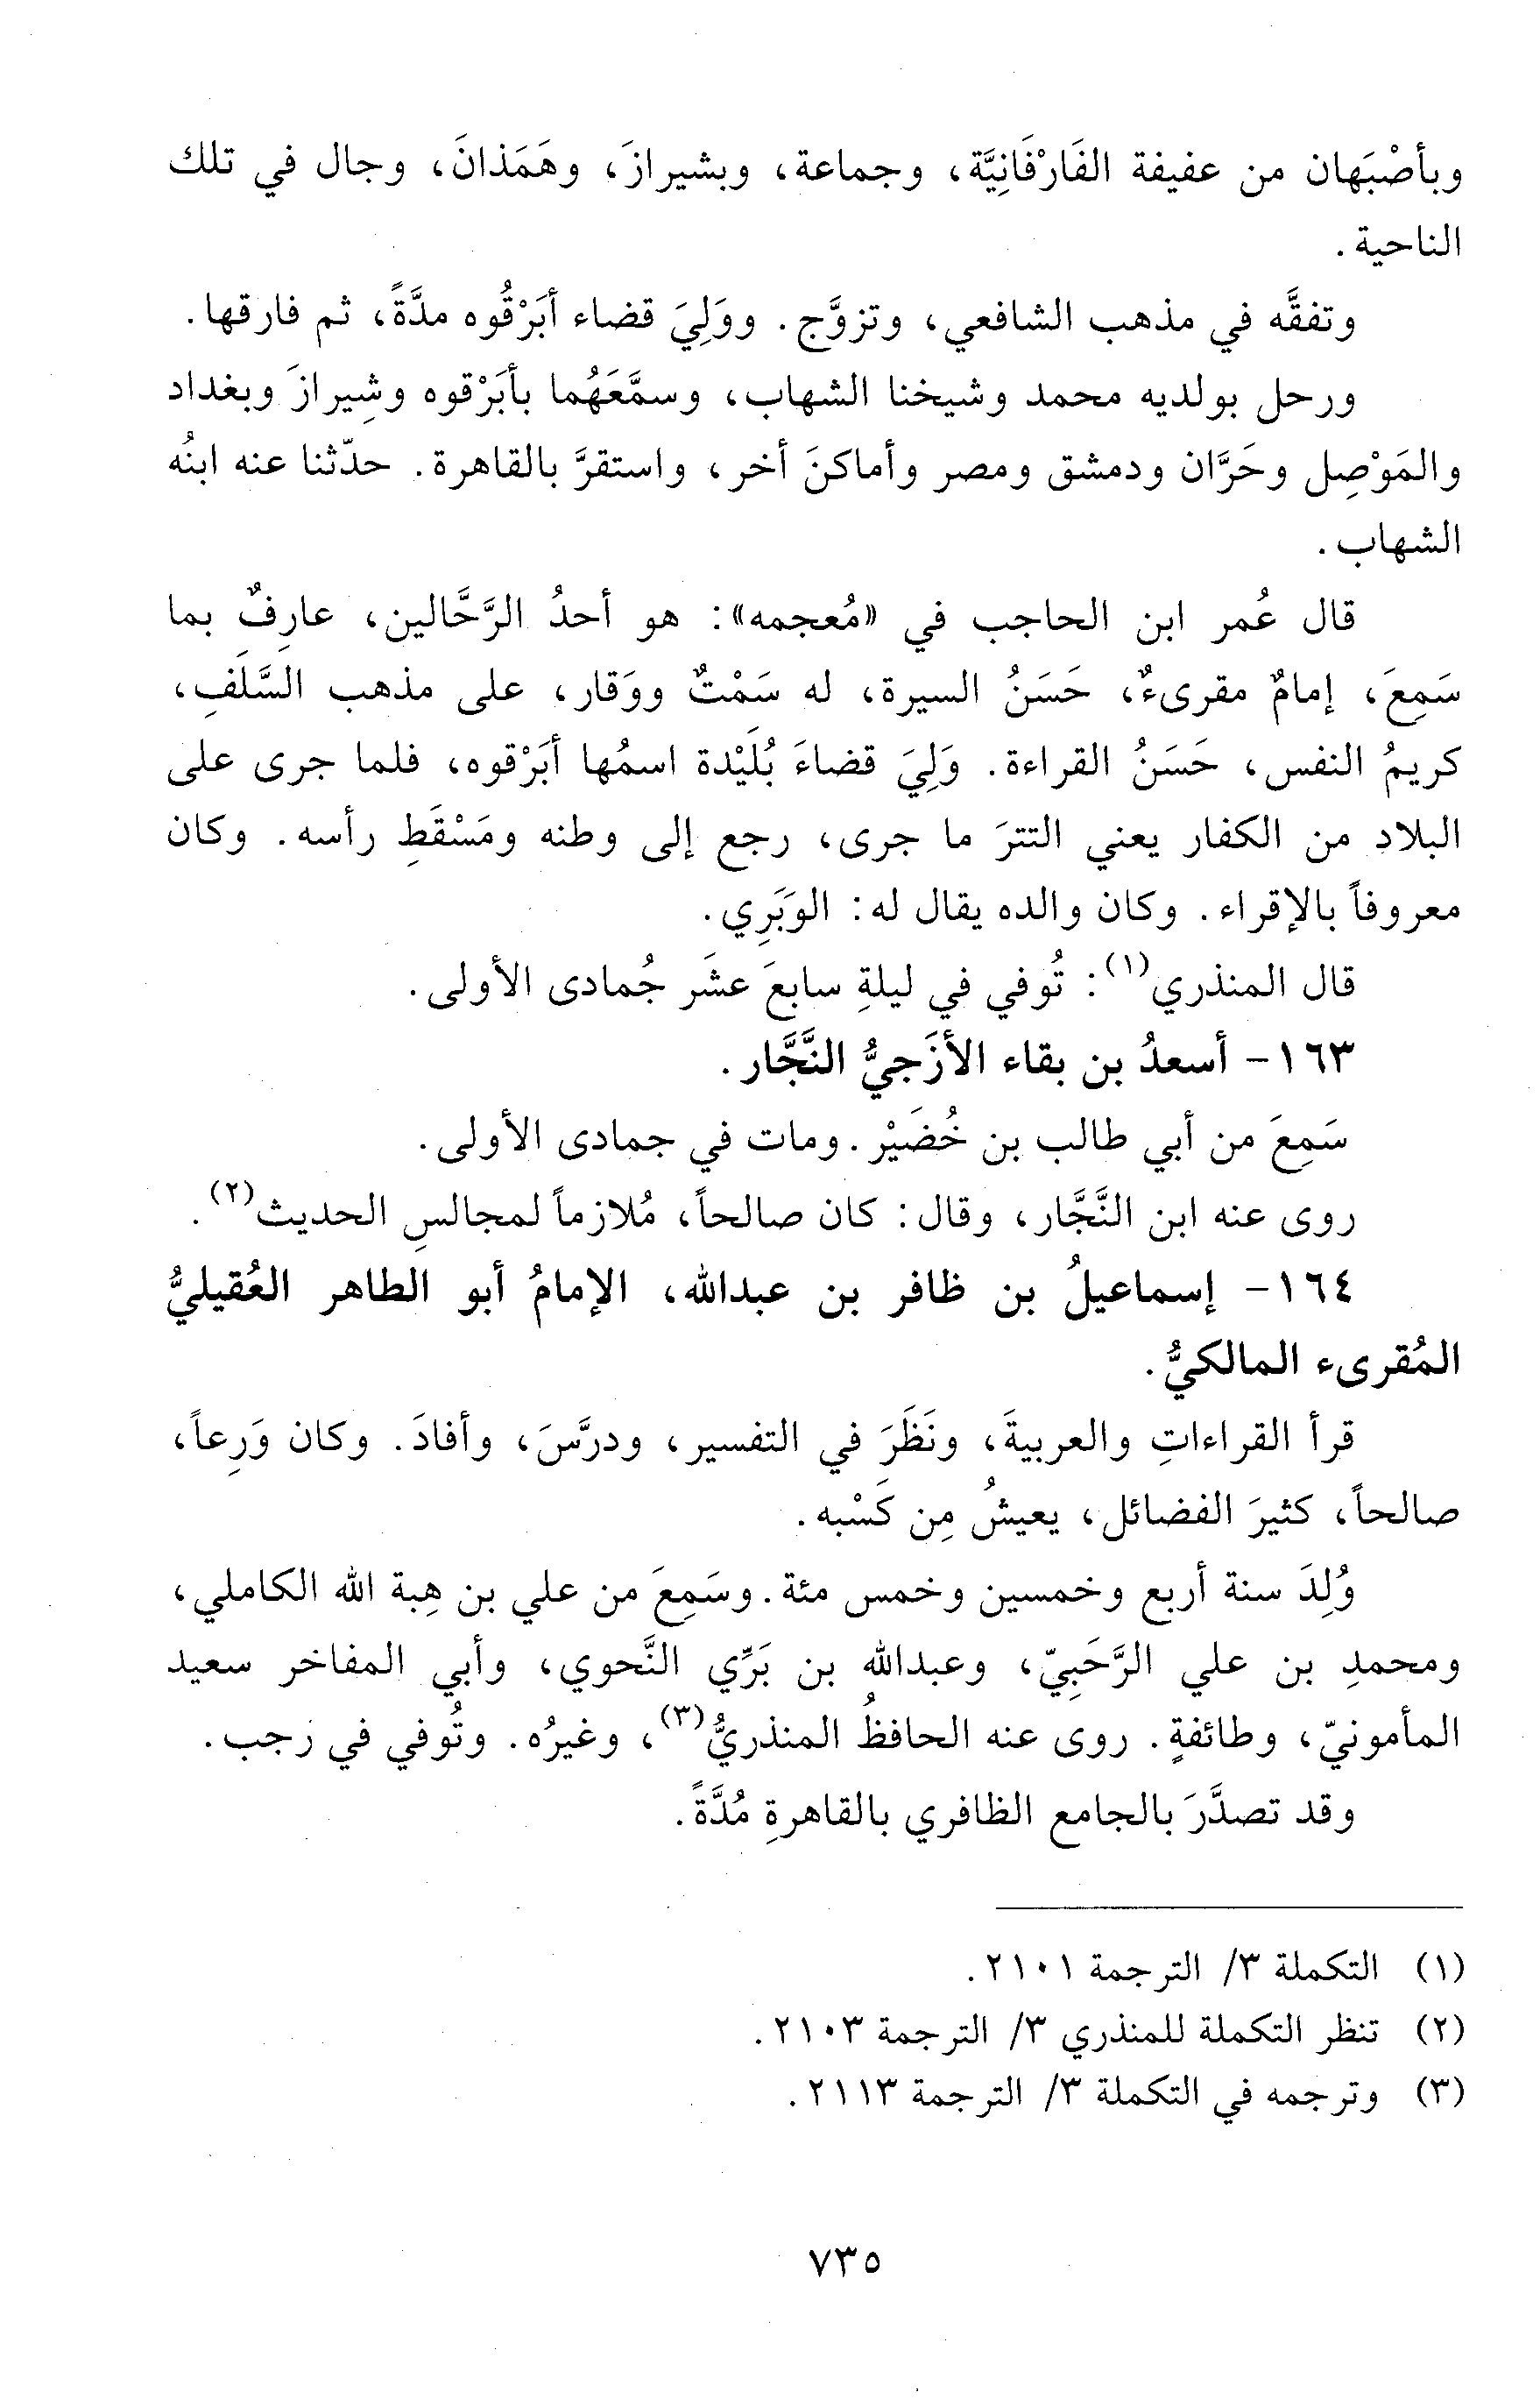 وبأصْبَهان من عفيفة الفَارْفَانِيَّة، وجماعة، وبشيرازَ، وهَمَذانَ، وجال في تلك
الناحية.
وتفقَّه في مذهب الشافعي، وتزوَّج. ووَلِيَ قضاء أبَرْقُوه مدَّةً، ثم فارقها.
ورحل بولديه محمد وشيخنا الشهاب، وسمَّعَهُما بأبَرْقوه وشِيرازَ وبغداد
والمَوْصِل وحَرَّان ودمشق ومصر وأماكنَ أخر، واستقرَّ بالقاهرة. حدّثنا عنه ابنُه
الشهاب.
قال عُمر ابن الحاجب في «مُعجمه»: هو أحدُ الرَّحَّالين، عارِفٌ بما
سَمِعَ، إمامٌ مقرىءٌ، حَسَنُ السيرة، له سَمْتٌ ووَقار، على مذهب السَّلَفِ،
كريمُ النفس، حَسَنُ القراءة. وَلِيَ قضاءَ بُلَيْدة اسمُها أبَرْقوه، فلما جرى على
البلاد من الكفار يعني التترَ ما جرى، رجع إلى وطنه ومَسْقَطِ رأسه. وكان
معروفاً بالإقراء. وكان والده يقال له: الوَبَرِي.
قال المنذري(١): تُوفي في ليلةِ سابعَ عشَر جُمادى الأولى.
١٦٣- أسعدُ بن بقاء الأزَجيُّ النَّجَّار.
سَمِعَ من أبي طالب بن خُضَيْر. ومات في جمادى الأولى.
روى عنه ابن النَّجَّار، وقال: كان صالحاً، مُلازماً لمجالسِ الحديث(٢).
١٦٤- إسماعيلُ بن ظافر بن عبدالله، الإمامُ أبو الطاهر العُقيليُّ
المُقرىء المالكيُّ.
قرأ القراءاتِ والعربيةَ، ونَظَرَ في التفسير، ودرَّسَ، وأفادَ. وكان وَرِعاً،
صالحاً، كثيرَ الفضائل، يعيشُ مِن كَسْبه.
وُلِدَ سنة أربع وخمسين وخمس مئة. وسَمِعَ من علي بن هِبة الله الكاملي،
ومحمدِ بن علي الرَّحَبِيّ، وعبدالله بن بَرِّي النَّحوي، وأبي المفاخر سعيد
المأمونيّ، وطائفةٍ. روى عنه الحافظُ المنذريُّ(٣)، وغيرُه. وتُوفي في رَجب.
وقد تصدَّرَ بالجامع الظافري بالقاهرةِ مُدَّةً.
(١) التكملة ٣/ الترجمة ٢١٠١.
(٢) تنظر التكملة للمنذري ٣/ الترجمة ٢١٠٣.
(٣) وترجمه في التكملة ٣/ الترجمة ٢١١٣.
٧٣٥